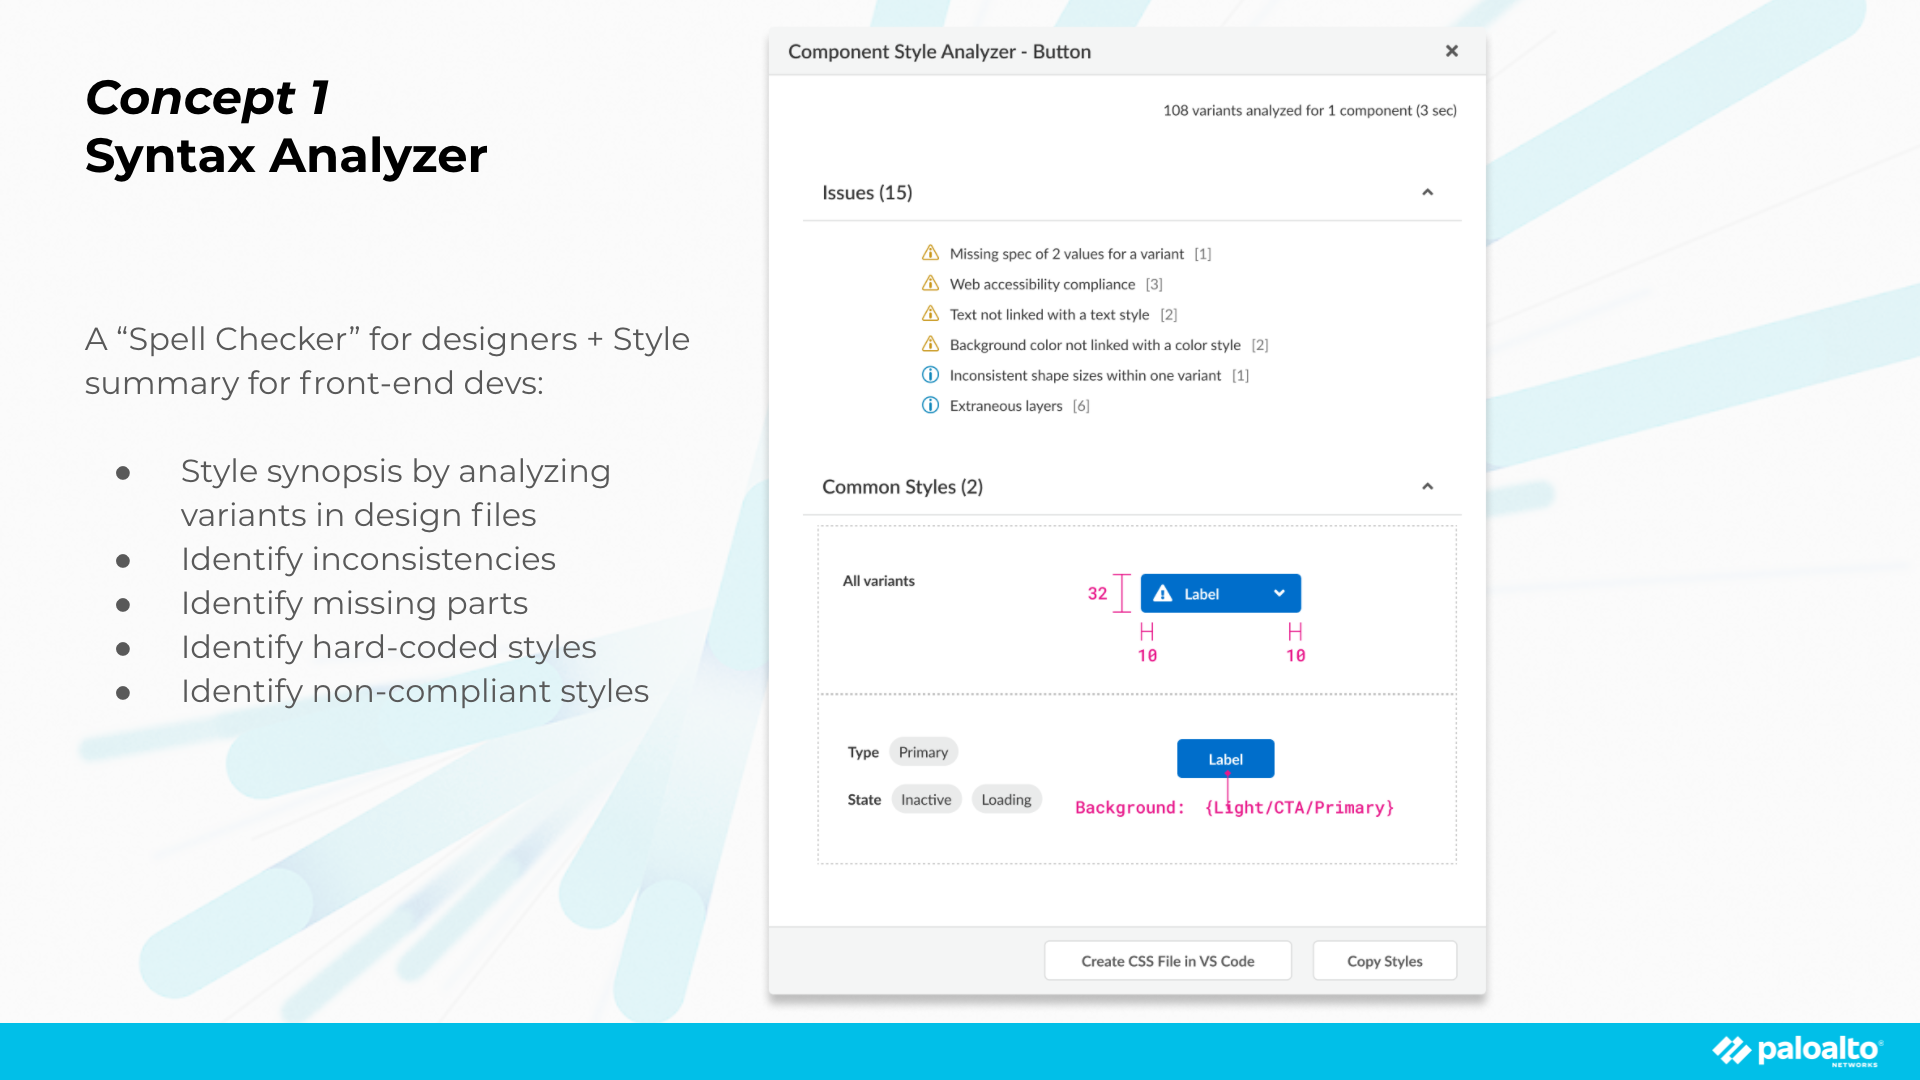 Concept 1
Syntax Analyzer
A “Spell Checker” for designers + Style
summary for front-end devs:
● Style synopsis by analyzing
variants in design files
● Identify inconsistencies
● Identify missing parts
● Identify hard-coded styles
● Identify non-compliant styles
Component Style Analyzer - Button
108 variants analyzed for 1 component (3 sec)
Issues (15)
Missing spec of 2 values for a variant [1]
Web accessibility compliance [3]
Text not linked with a text style [2]
Background color not linked with a color style [2]
Inconsistent shape sizes within one variant [1]
Extraneous layers [6]
Common Styles (2)
All variants
32
Label
10 10
Type Primary
Label
State Inactive Loading
Background: {Light/CTA/Primary}
Create CSS File in VS Code
Copy Styles
paloalto®
NETWORKS